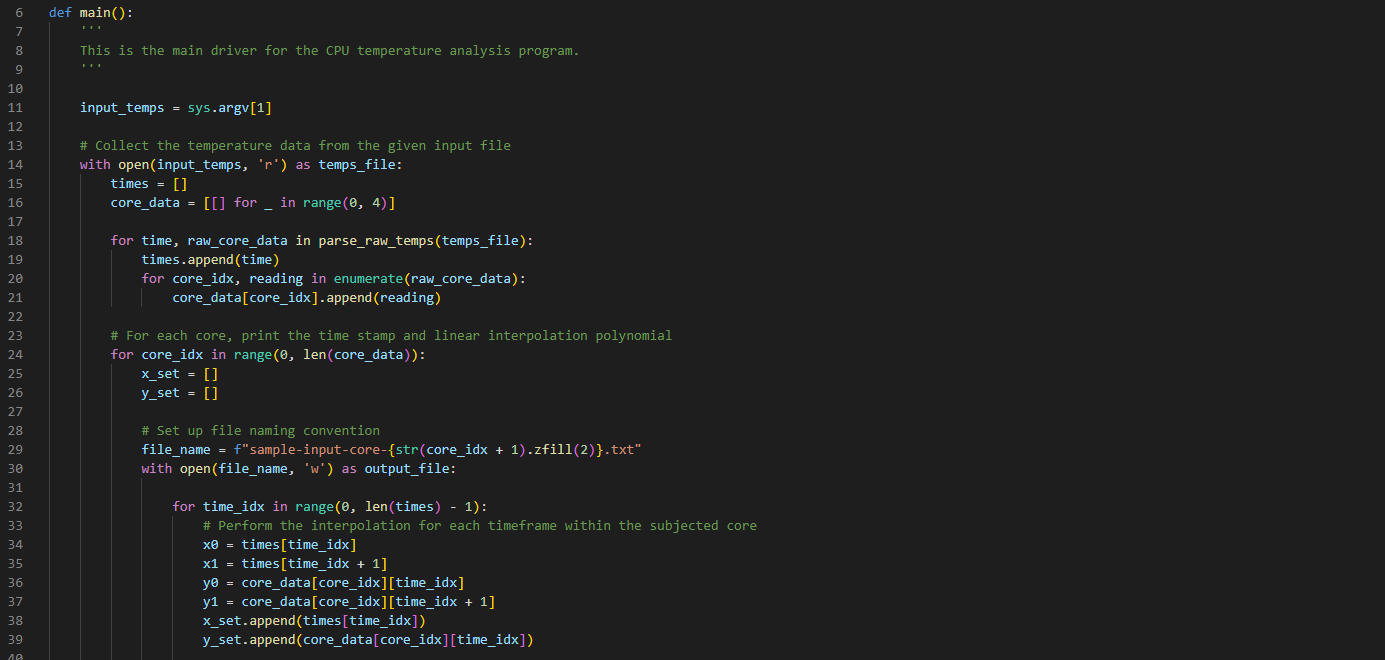 6 def main():
7 '''
8 This is the main driver for the CPU temperature analysis program.
9 '''
10
11 input_temps = sys.argv[1]
12
13 # Collect the temperature data from the given input file
14 with open(input_temps, 'r') as temps_file:
15 times = []
16 core_data = [[] for _ in range(0, 4)]
17
18 for time, raw_core_data in parse_raw_temps(temps_file):
19 times.append(time)
20 for core_idx, reading in enumerate(raw_core_data):
21 core_data[core_idx].append(reading)
22
23 # For each core, print the time stamp and linear interpolation polynomial
24 for core_idx in range(0, len(core_data)):
25 x_set = []
26 y_set = []
27
28 # Set up file naming convention
29 file_name = f"sample-input-core-{str(core_idx + 1).zfill(2)}.txt"
30 with open(file_name, 'w') as output_file:
31
32 for time_idx in range(0, len(times) - 1):
33 # Perform the interpolation for each timeframe within the subjected core
34 x0 = times[time_idx]
35 x1 = times[time_idx + 1]
36 y0 = core_data[core_idx][time_idx]
37 y1 = core_data[core_idx][time_idx + 1]
38 x_set.append(times[time_idx])
39 y_set.append(core_data[core_idx][time_idx])
40